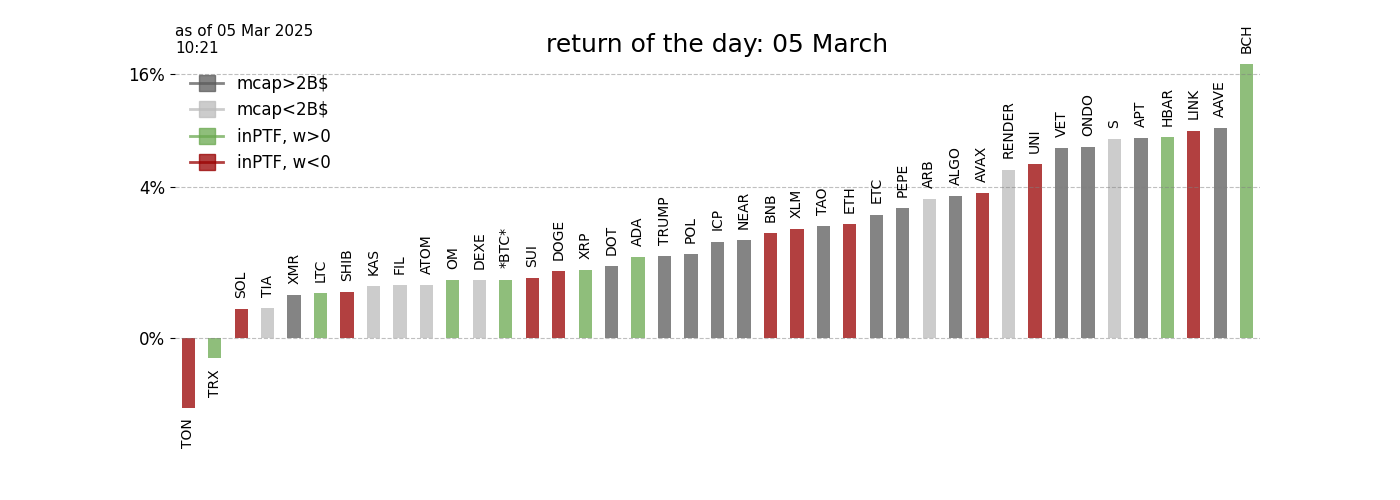 as of 05 Mar 2025
10:21
return of the day: 05 March
16%
4%
0%
mcap>2B$
mcap<2B$
inPTF, w>0
inPTF, w<0
TON
TRX
SOL
TIA
XMR
LTC
SHIB
KAS
FIL
ATOM
OM
DEXE
*BTC*
SUI
DOGE
XRP
DOT
ADA
TRUMP
POL
ICP
NEAR
BNB
XLM
TAO
ETH
ETC
PEPE
ARB
ALGO
AVAX
RENDER
UNI
VET
ONDO
S
APT
HBAR
LINK
AAVE
BCH